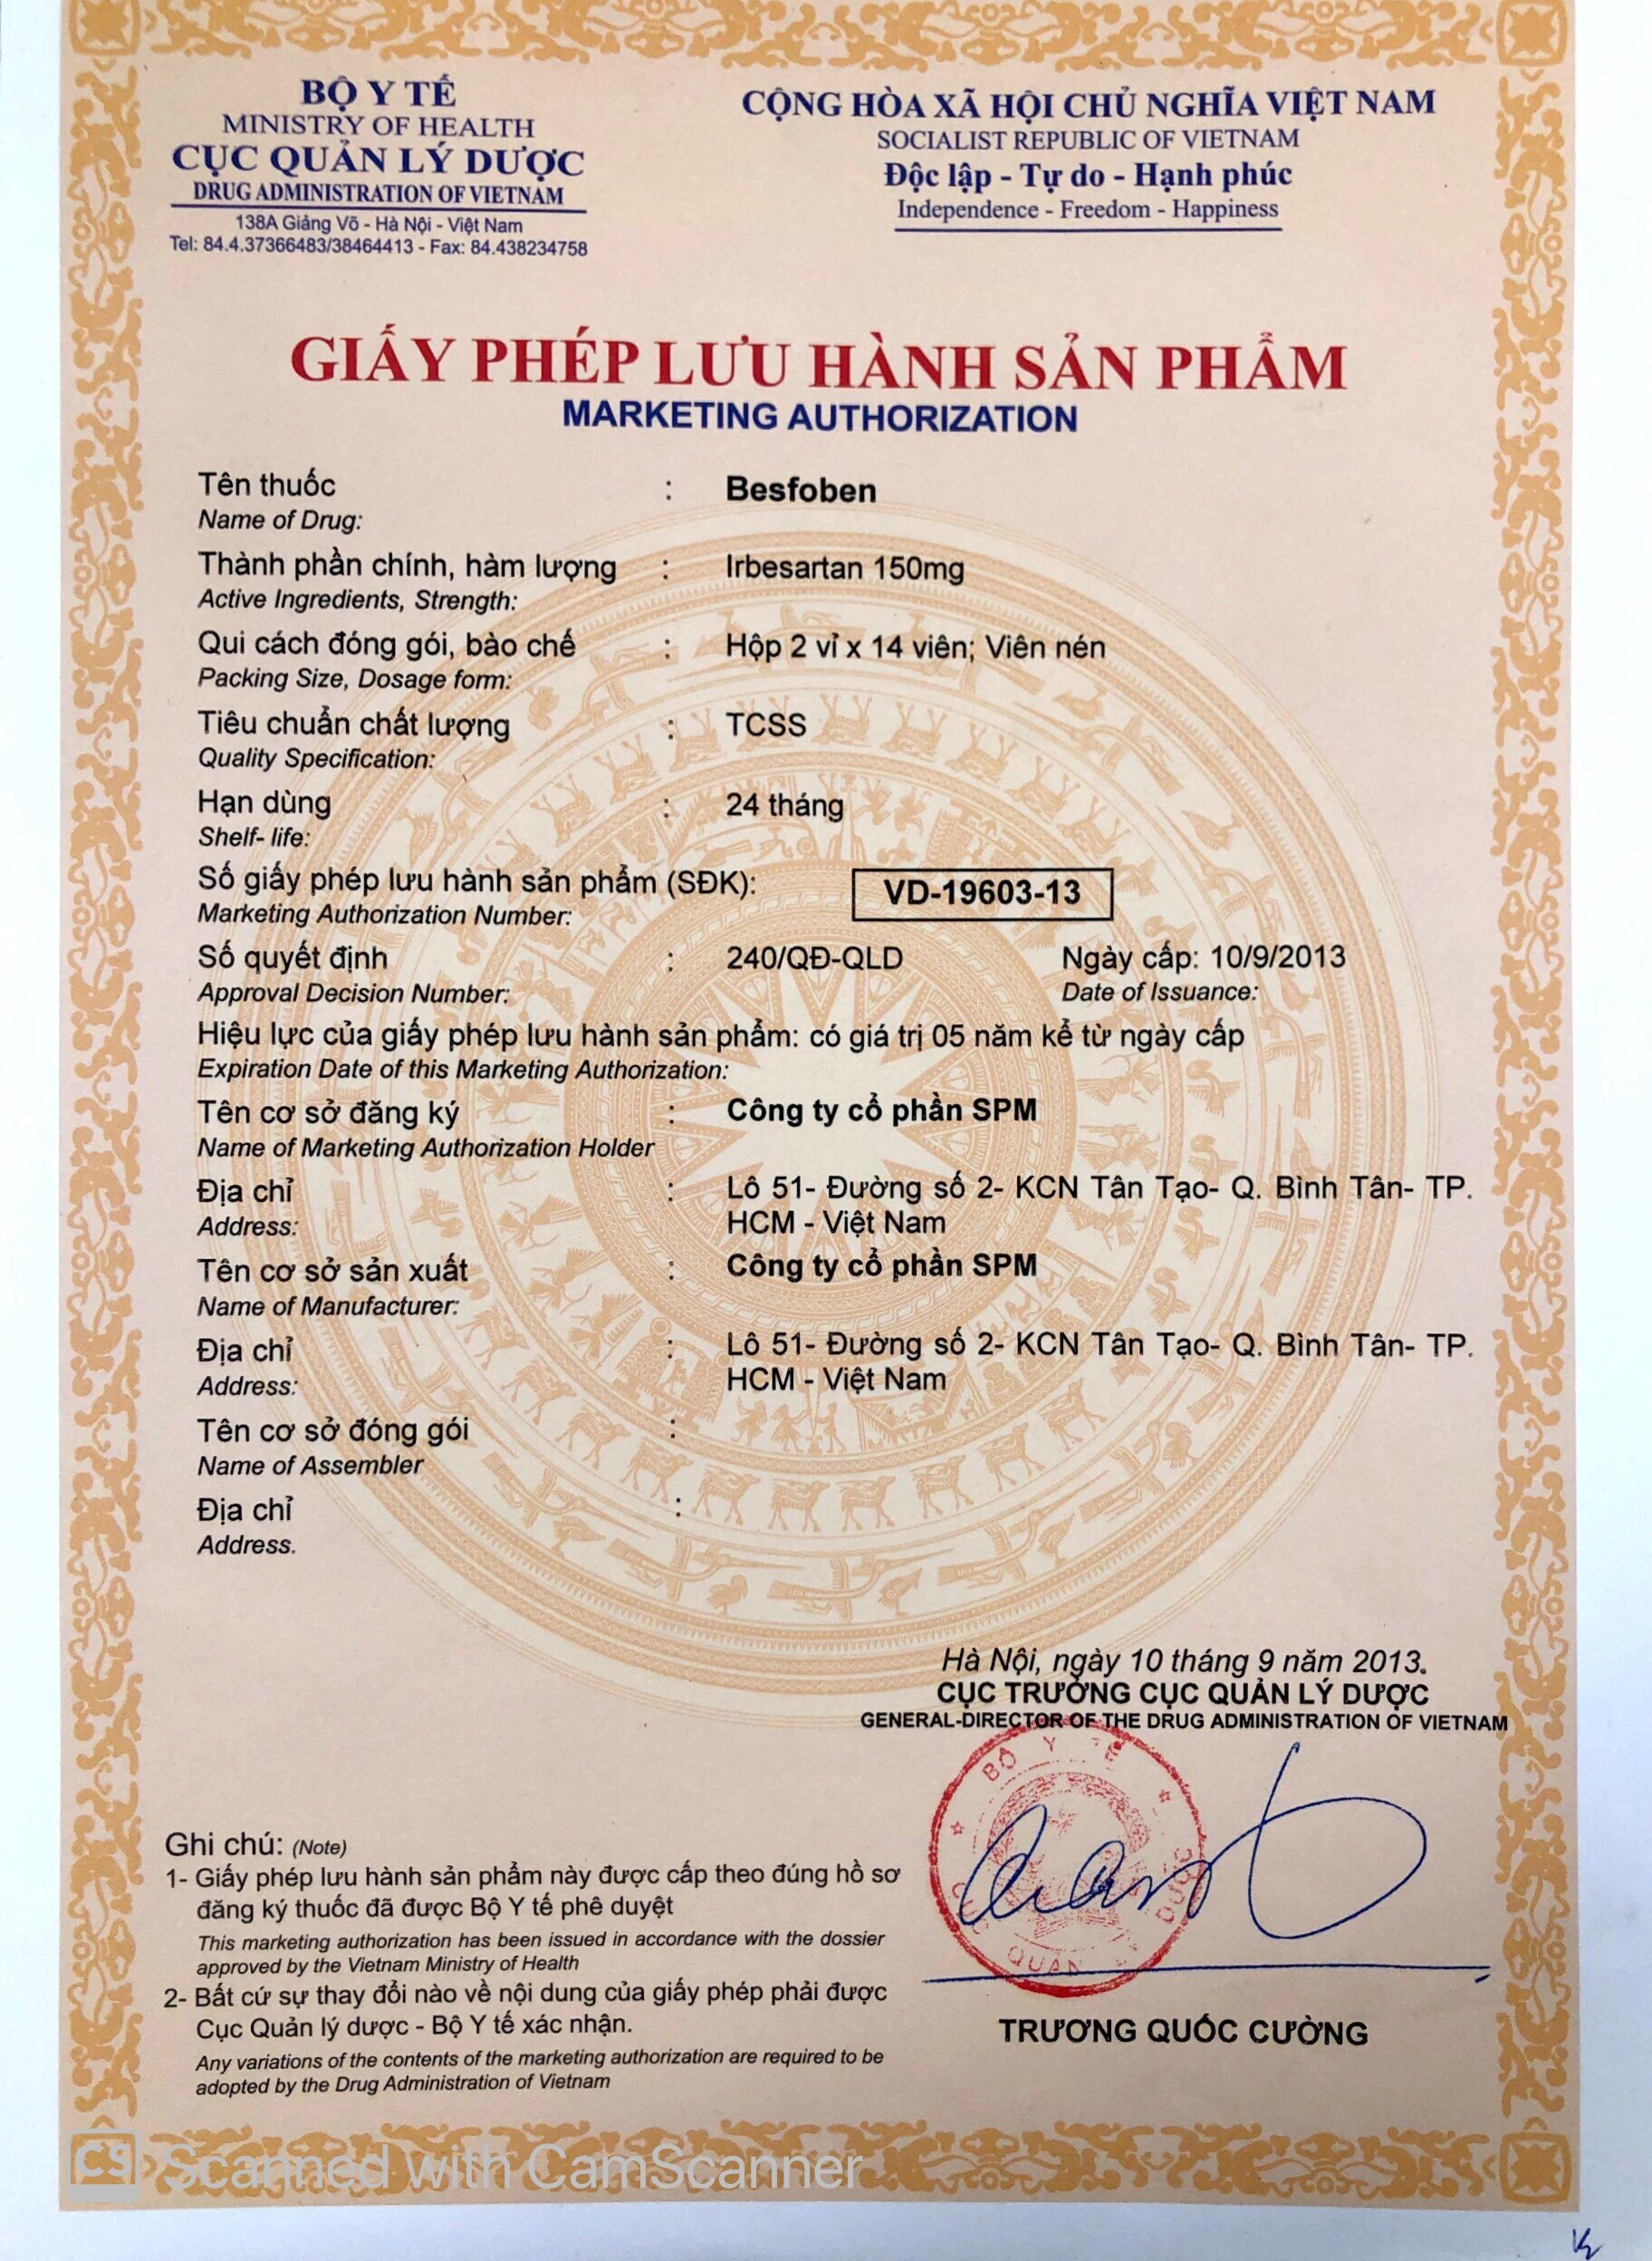 BỘ Y TẾ
MINISTRY OF HEALTH
CỤC QUẢN LÝ DƯỢC
DRUG ADMINISTRATION OF VIETNAM
138A Giảng Võ - Hà Nội - Việt Nam
Tel: 84.4.37366483/38464413 - Fax: 84.438234758
CỘNG HÒA XÃ HỘI CHỦ NGHĨA VIỆT NAM
SOCIALIST REPUBLIC OF VIETNAM
Độc lập - Tự do - Hạnh phúc
Independence - Freedom - Happiness
GIẤY PHÉP LƯU HÀNH SẢN PHẨM
MARKETING AUTHORIZATION
Tên thuốc : Besfoben
Name of Drug:
Thành phần chính, hàm lượng : Irbesartan 150mg
Active Ingredients, Strength:
Qui cách đóng gói, bào chế : Hộp 2 vỉ x 14 viên; Viên nén
Packing Size, Dosage form:
Tiêu chuẩn chất lượng : TCSS
Quality Specification:
Hạn dùng : 24 tháng
Shelf- life:
Số giấy phép lưu hành sản phẩm (SĐK): VD-19603-13
Marketing Authorization Number:
Số quyết định : 240/QĐ-QLD Ngày cấp: 10/9/2013
Approval Decision Number: Date of Issuance:
Hiệu lực của giấy phép lưu hành sản phẩm: có giá trị 05 năm kể từ ngày cấp
Expiration Date of this Marketing Authorization:
Tên cơ sở đăng ký : Công ty cổ phần SPM
Name of Marketing Authorization Holder
Địa chỉ : Lô 51- Đường số 2- KCN Tân Tạo- Q. Bình Tân- TP.
Address: HCM - Việt Nam
Tên cơ sở sản xuất : Công ty cổ phần SPM
Name of Manufacturer:
Địa chỉ : Lô 51- Đường số 2- KCN Tân Tạo- Q. Bình Tân- TP.
Address: HCM - Việt Nam
Tên cơ sở đóng gói :
Name of Assembler
Địa chỉ :
Address.
Hà Nội, ngày 10 tháng 9 năm 2013.
CỤC TRƯỞNG CỤC QUẢN LÝ DƯỢC
GENERAL-DIRECTOR OF THE DRUG ADMINISTRATION OF VIETNAM
BỘ Y TẾ
QUẢN
DƯỢC
TRƯƠNG QUỐC CƯỜNG
Ghi chú: (Note)
1- Giấy phép lưu hành sản phẩm này được cấp theo đúng hồ sơ
đăng ký thuốc đã được Bộ Y tế phê duyệt
This marketing authorization has been issued in accordance with the dossier
approved by the Vietnam Ministry of Health
2- Bất cứ sự thay đổi nào về nội dung của giấy phép phải được
Cục Quản lý dược - Bộ Y tế xác nhận.
Any variations of the contents of the marketing authorization are required to be
adopted by the Drug Administration of Vietnam
CS Scanned with CamScanner